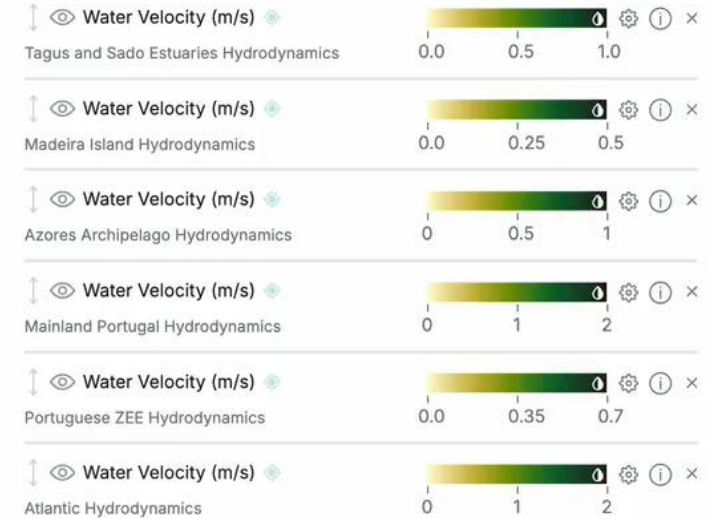 Water Velocity (m/s)
Tagus and Sado Estuaries Hydrodynamics
0.0 0.5 1.0
Water Velocity (m/s)
Madeira Island Hydrodynamics
0.0 0.25 0.5
Water Velocity (m/s)
Azores Archipelago Hydrodynamics
0 0.5 1
Water Velocity (m/s)
Mainland Portugal Hydrodynamics
0 1 2
Water Velocity (m/s)
Portuguese ZEE Hydrodynamics
0.0 0.35 0.7
Water Velocity (m/s)
Atlantic Hydrodynamics
0 1 2